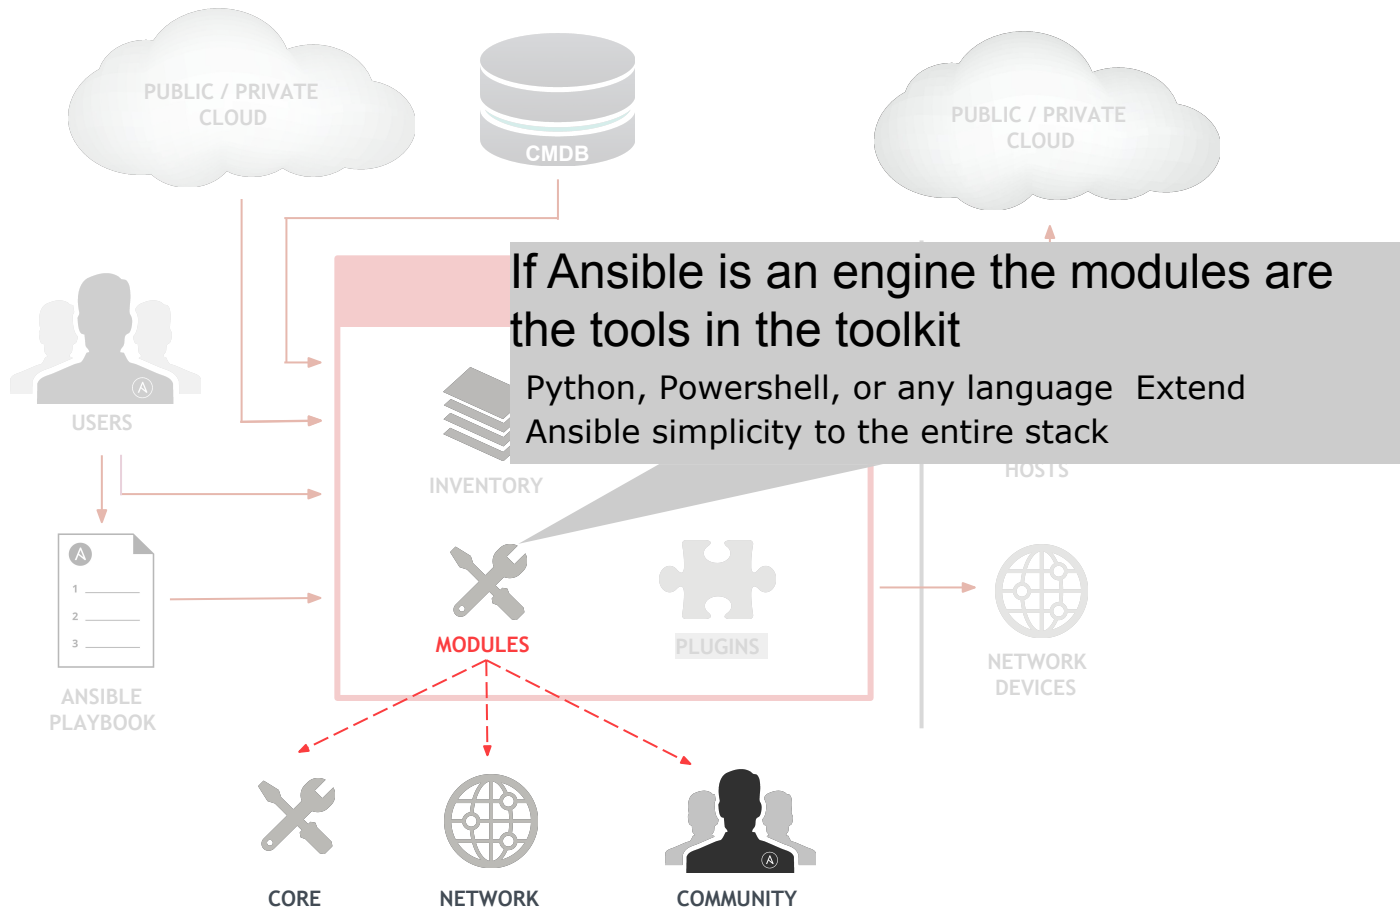 PUBLIC / PRIVATE
CLOUD
CMDB
PUBLIC / PRIVATE
CLOUD
If Ansible is an engine the modules are
the tools in the toolkit
Python, Powershell, or any language  Extend
Ansible simplicity to the entire stack
USERS
INVENTORY
HOSTS
1
2
3
MODULES
PLUGINS
NETWORK
DEVICES
ANSIBLE
PLAYBOOK
CORE
NETWORK
COMMUNITY